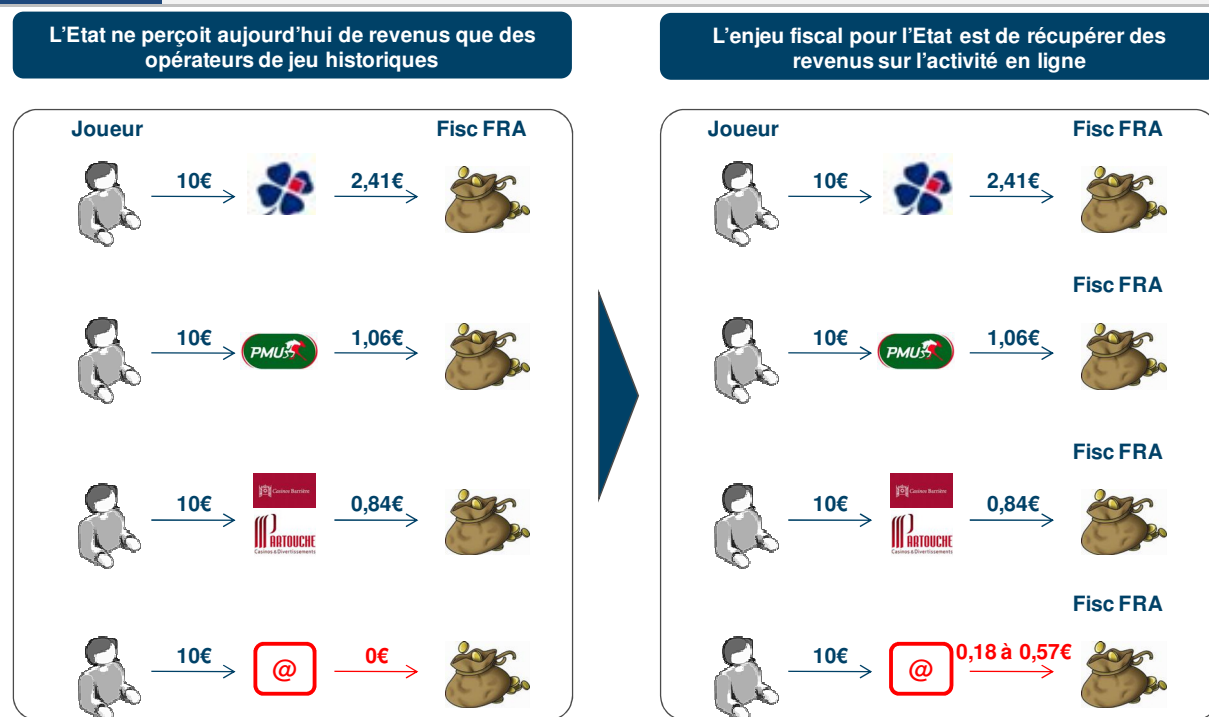 L'Etat ne perçoit aujourd'hui de revenus que des
opérateurs de jeu historiques
Joueur Fisc FRA
10€ 2,41€
10€ PMU 1,06€
Casinos Barrière
10€ 0,84€
PARTOUCHE
Casinos & Divertissements
10€ @ 0€
L'enjeu fiscal pour l'Etat est de récupérer des
revenus sur l'activité en ligne
Joueur Fisc FRA
10€ 2,41€
Fisc FRA
10€ PMU 1,06€
Fisc FRA
Casinos Barrière
10€ 0,84€
PARTOUCHE
Casinos & Divertissements
Fisc FRA
10€ @ 0,18 à 0,57€